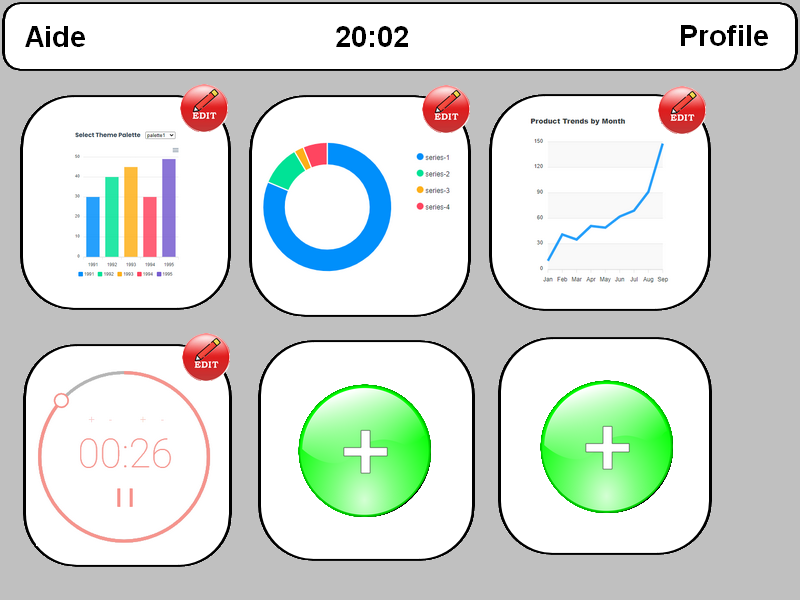 Aide 20:02 Profile
EDIT
Select Theme Palette palette1
50
40
30
20
10
0
1991 1992 1993 1994 1995
1991 1992 1993 1994 1995
EDIT
series-1
series-2
series-3
series-4
EDIT
Product Trends by Month
150
120
90
60
30
0
Jan Feb Mar Apr May Jun Jul Aug Sep
EDIT
+ - + -
00:26